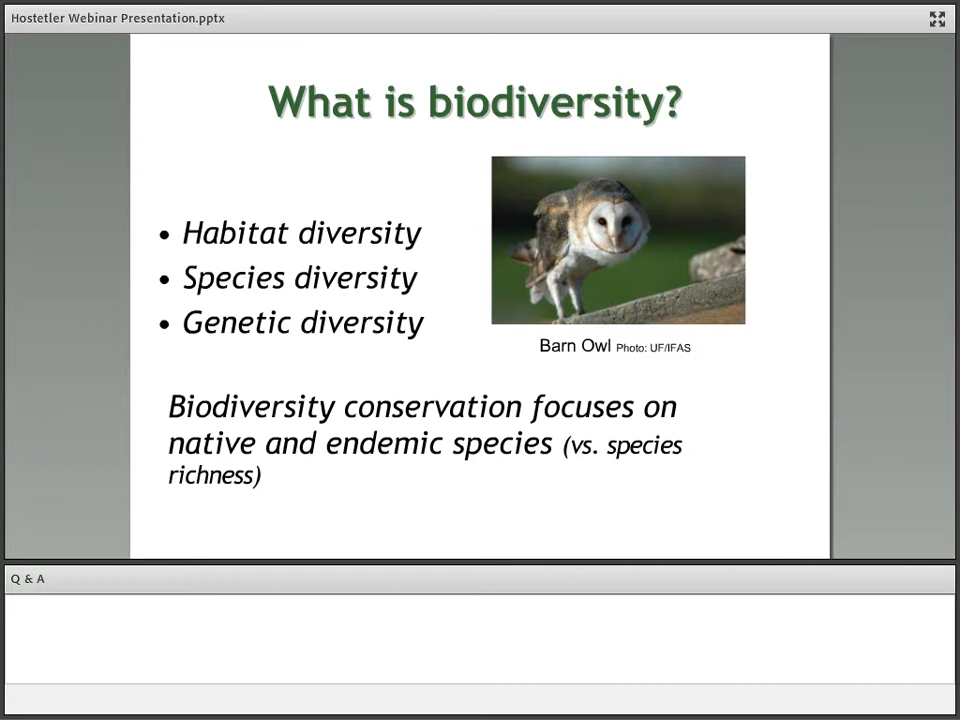 Hostetler Webinar Presentation.pptx
What is biodiversity?
• Habitat diversity
• Species diversity
• Genetic diversity
Barn Owl Photo: UF/IFAS
Biodiversity conservation focuses on
native and endemic species (vs. species
richness)
Q & A